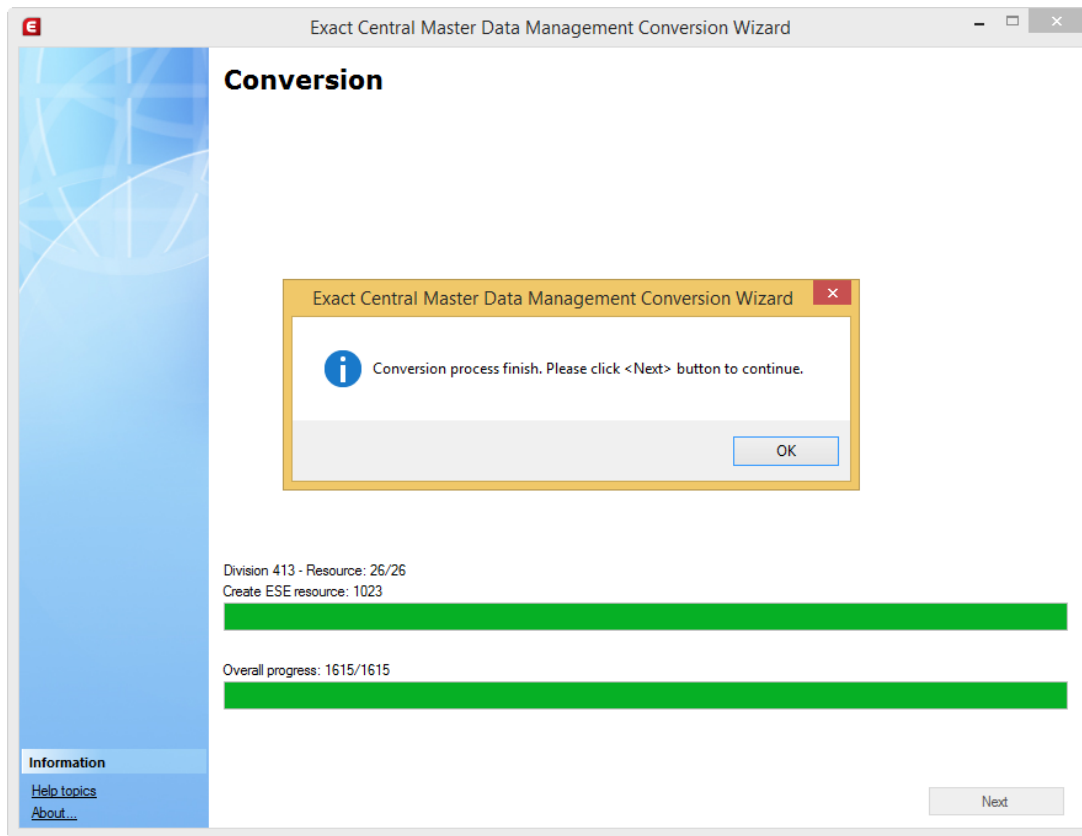 Exact Central Master Data Management Conversion Wizard
Conversion
Exact Central Master Data Management Conversion Wizard
Conversion process finish. Please click <Next> button to continue.
OK
Division 413 - Resource: 26/26
Create ESE resource: 1023
Overall progress: 1615/1615
Information
Help topics
About...
Next